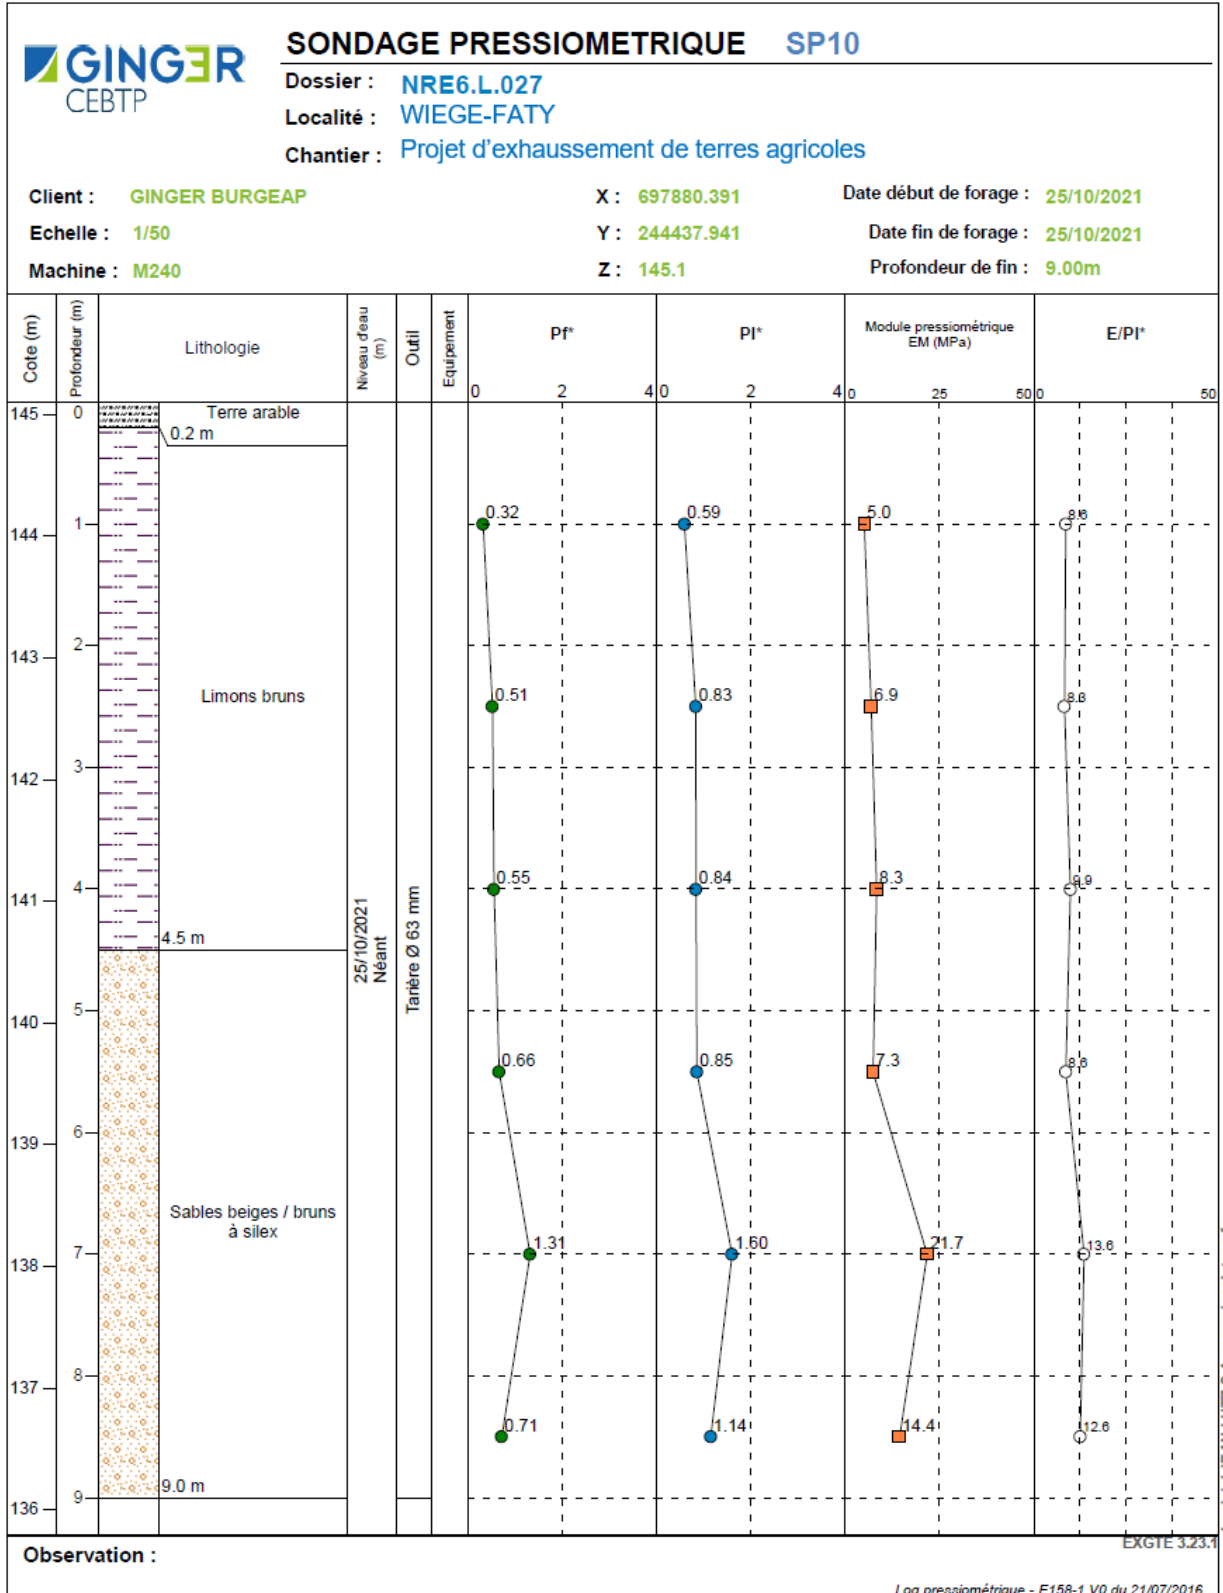 GINGER
CEBTP
SONDAGE PRESSIOMETRIQUE SP10
Dossier : NRE6.L.027
Localité : WIEGE-FATY
Chantier : Projet d'exhaussement de terres agricoles
Client : GINGER BURGEAP X : 697880.391 Date début de forage : 25/10/2021
Echelle : 1/50 Y : 244437.941 Date fin de forage : 25/10/2021
Machine : M240 Z : 145.1 Profondeur de fin : 9.00m
Cote (m) Profondeur (m) Lithologie Niveau d'eau (m) Outil Equipement Pf* Pl* Module pressiométrique E/Pl*
EM (MPa)
0 2 4 0 2 4 0 25 50 0 50
145 0 Terre arable
0.2 m
144 1 0.32 0.59 5.0 8.6
143 2
Limons bruns 0.51 0.83 6.9 8.3
142 3
141 4 0.55 0.84 8.3 9.9
4.5 m
25/10/2021
Néant
Tarière Ø 63 mm
140 5
0.66 0.85 7.3 8.6
139 6
Sables beiges / bruns
à silex
138 7 1.31 1.60 21.7 13.6
137 8
0.71 1.14 14.4 12.6
9.0 m
136 9
EXGTE 3.23.1
Observation :
Log pressiométrique - F158-1 V0 du 21/07/2016